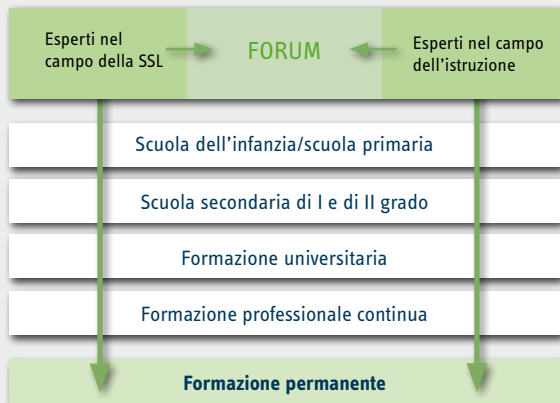 Esperti nel
campo della SSL
FORUM
Esperti nel campo
dell'istruzione
Scuola dell'infanzia/scuola primaria
Scuola secondaria di I e di II grado
Formazione universitaria
Formazione professionale continua
Formazione permanente